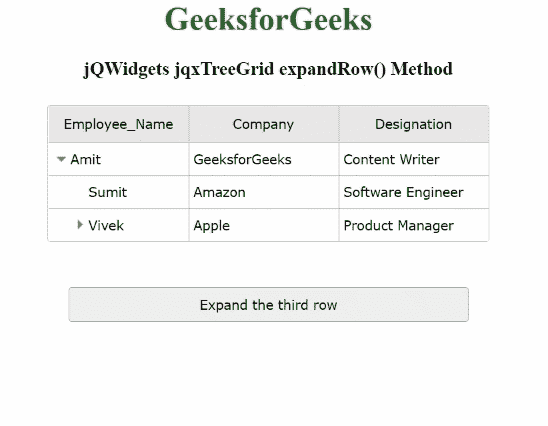 GeeksforGeeks
jQWidgets jqxTreeGrid expandRow() Method
Employee_Name Company Designation
Amit GeeksforGeeks Content Writer
Sumit Amazon Software Engineer
Vivek Apple Product Manager
Expand the third row